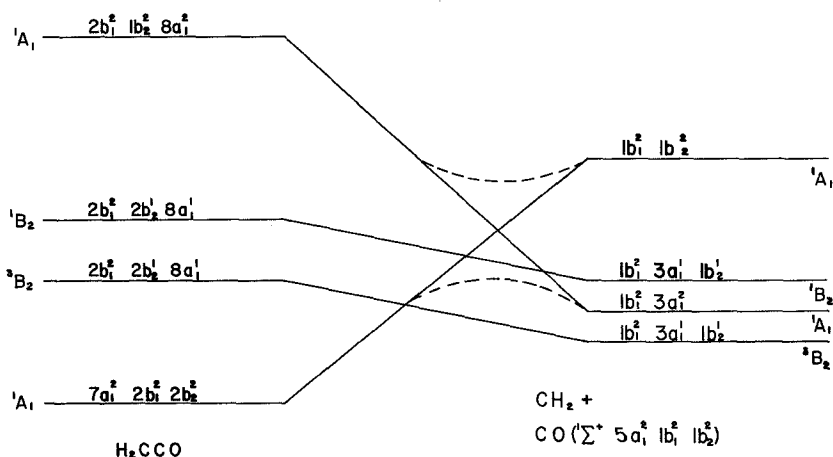 ¹A₁ 2b₁² 1b₂² 8a₁²
1b₁² 1b₂²
¹A₁
¹B₂ 2b₁² 2b₂¹ 8a₁¹
³B₂ 2b₁² 2b₂¹ 8a₁¹
1b₁² 3a₁¹ 1b₂¹
¹B₂
1b₁² 3a₁²
¹A₁
1b₁² 3a₁¹ 1b₂¹
³B₂
¹A₁ 7a₁² 2b₁² 2b₂²
H₂CCO
CH₂ +
CO(¹Σ⁺ 5a₁² 1b₁² 1b₂²)